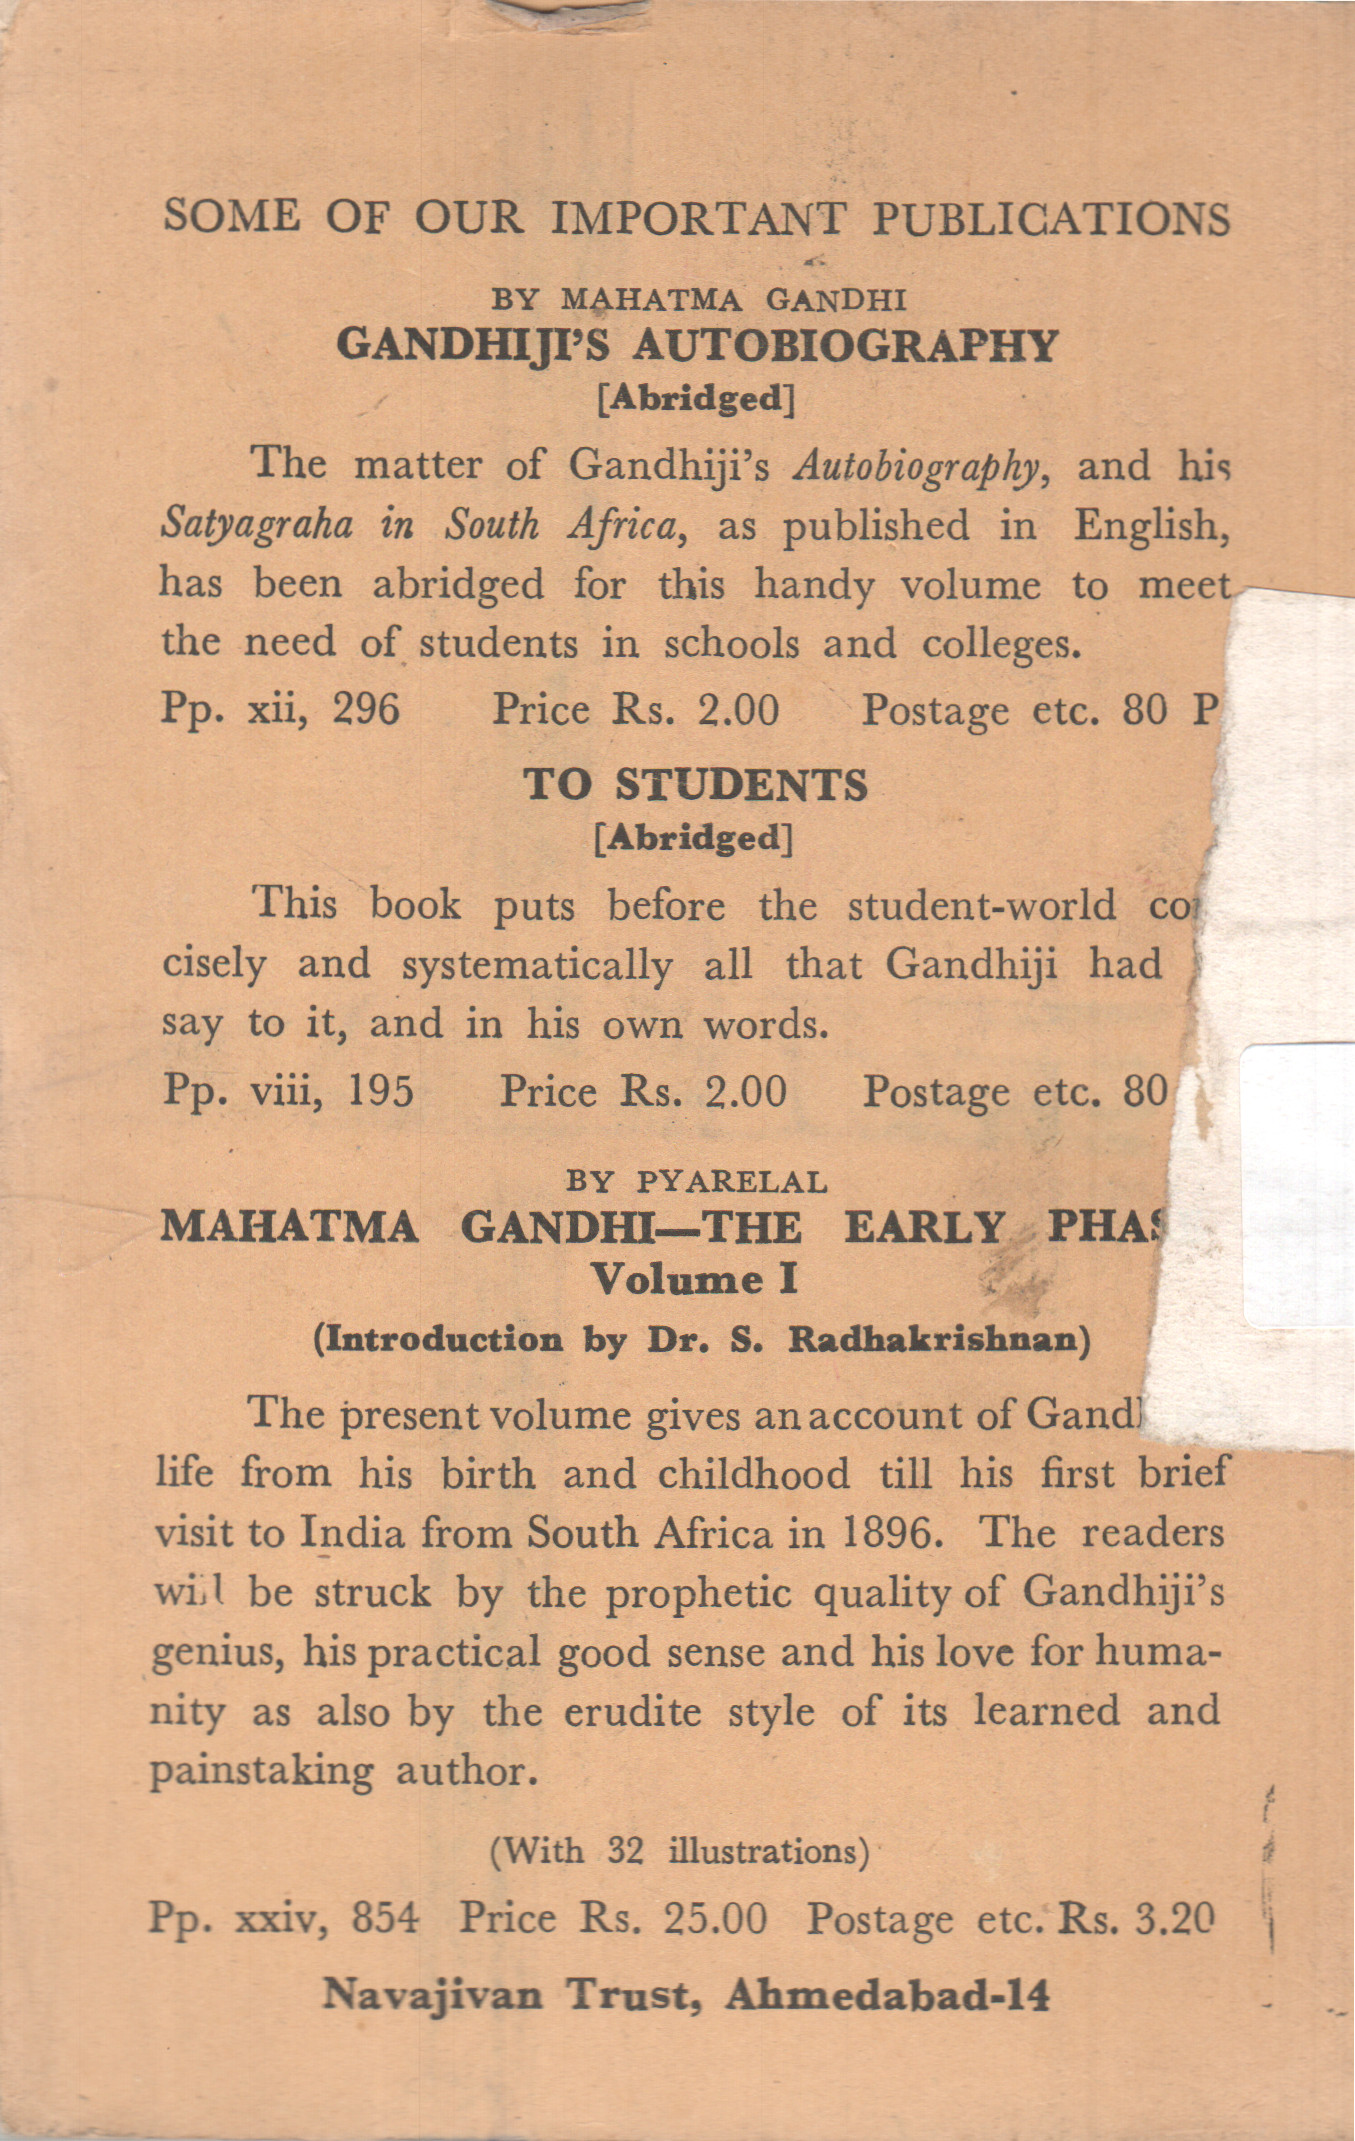 SOME OF OUR IMPORTANT PUBLICATIONS
BY MAHATMA GANDHI
GANDHIJI'S AUTOBIOGRAPHY
[Abridged]
The matter of Gandhiji's Autobiography, and his
Satyagraha in South Africa, as published in English,
has been abridged for this handy volume to meet
the need of students in schools and colleges.
Pp. xii, 296 Price Rs. 2.00 Postage etc. 80 P
TO STUDENTS
[Abridged]
This book puts before the student-world
cisely and systematically all that Gandhiji had
say to it, and in his own words.
Pp. viii, 195 Price Rs. 2.00 Postage etc. 80
BY PYARELAL
MAHATMA GANDHI—THE EARLY
Volume I
(Introduction by Dr. S. Radhakrishnan)
The present volume gives an account of
life from his birth and childhood till his first brief
visit to India from South Africa in 1896. The readers
will be struck by the prophetic quality of Gandhiji's
genius, his practical good sense and his love for huma-
nity as also by the erudite style of its learned and
painstaking author.
(With 32 illustrations)
Pp. xxiv, 854 Price Rs. 25.00 Postage etc. Rs. 3.20
Navajivan Trust, Ahmedabad-14